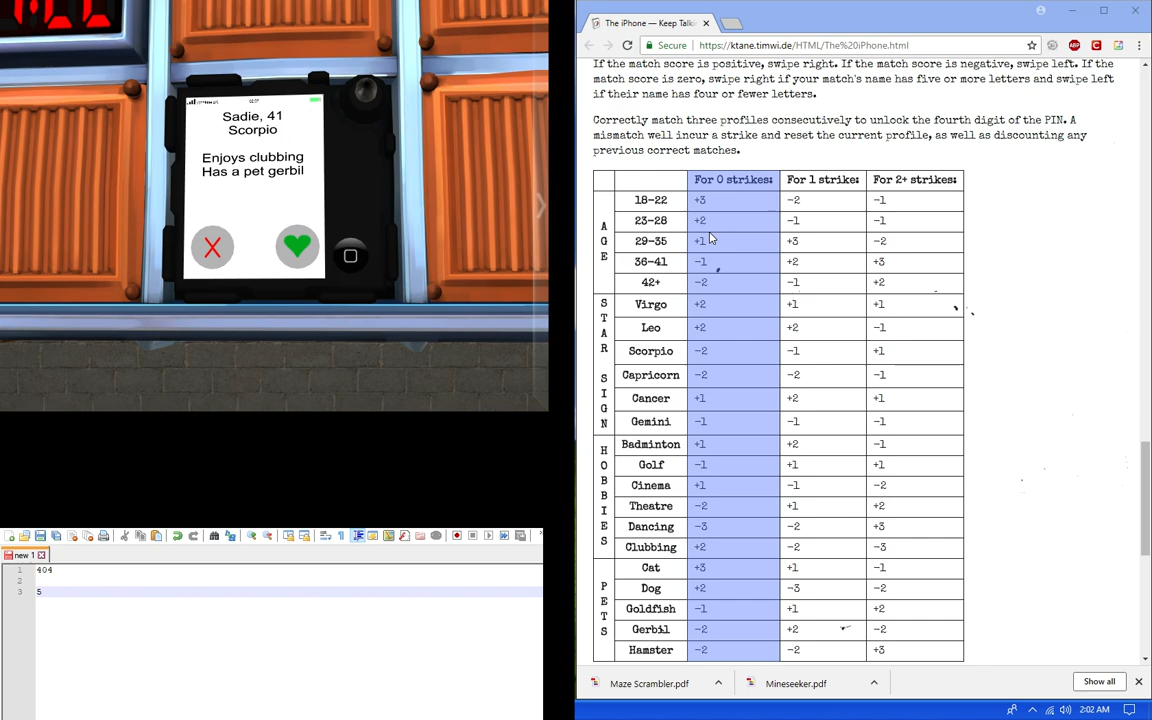 02:07
Sadie, 41
Scorpio
Enjoys clubbing
Has a pet gerbil
new 1
1 404
2
3 5
The iPhone — Keep Talki
Secure https://ktane.timwi.de/HTML/The%20iPhone.html
If the match score is positive, swipe right. If the match score is negative, swipe left. If the
match score is zero, swipe right if your match's name has five or more letters and swipe left
if their name has four or fewer letters.
Correctly match three profiles consecutively to unlock the fourth digit of the PIN. A
mismatch well incur a strike and reset the current profile, as well as discounting any
previous correct matches.
For 0 strikes: For 1 strike: For 2+ strikes:
AGE
18-22 +3 -2 -1
23-28 +2 -1 -1
29-35 +1 +3 -2
36-41 -1 +2 +3
42+ -2 -1 +2
STAR SIGN
Virgo +2 +1 +1
Leo +2 +2 -1
Scorpio -2 -1 +1
Capricorn -2 -2 -1
Cancer +1 +2 +1
Gemini -1 -1 -1
HOBBIES
Badminton +1 +2 -1
Golf -1 +1 +1
Cinema +1 -1 -2
Theatre -2 +1 +2
Dancing -3 -2 +3
Clubbing +2 -2 -3
PETS
Cat +3 +1 -1
Dog +2 -3 -2
Goldfish -1 +1 +2
Gerbil -2 +2 -2
Hamster -2 -2 +3
Maze Scrambler.pdf Mineseeker.pdf Show all
2:02 AM